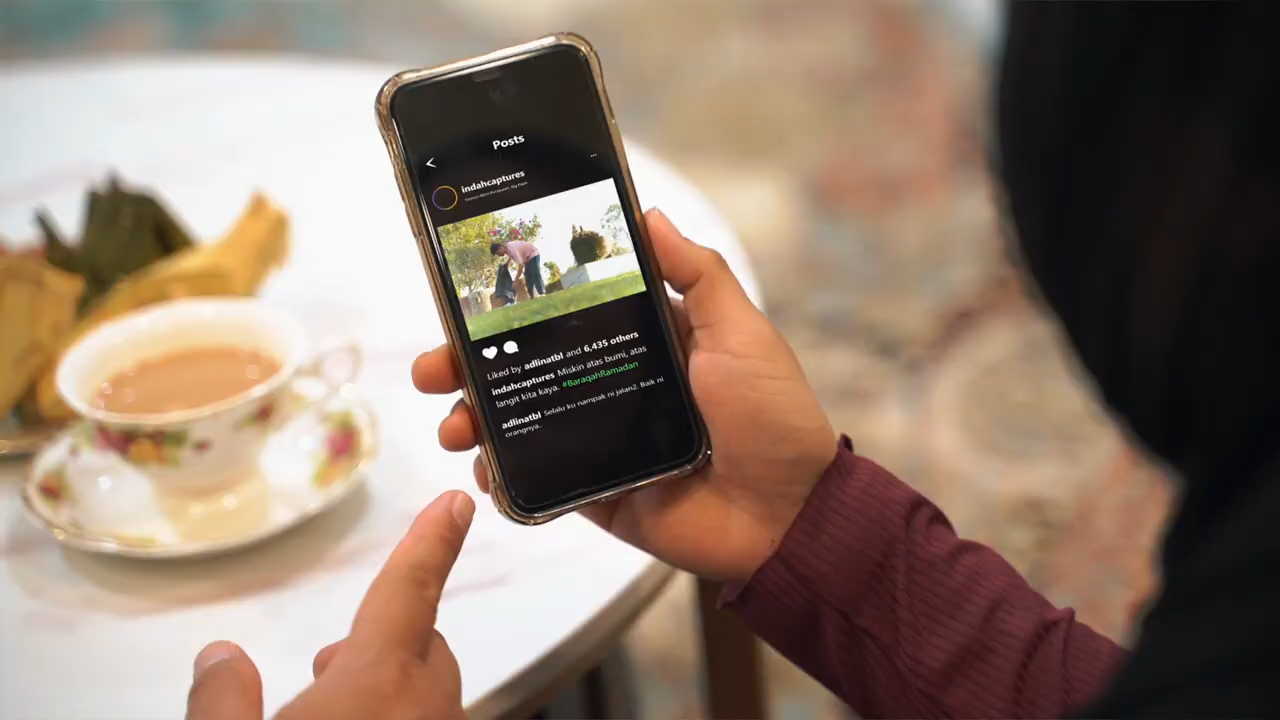 Posts
indahcaptures
Liked by adlinatbl and 6,435 others
indahcaptures Miskin atas bumi, atas
langit kita kaya. #BaraqahRamadan
adlinatbl Selalu ku nampak ni jalan2. Baik ni
orangnya..